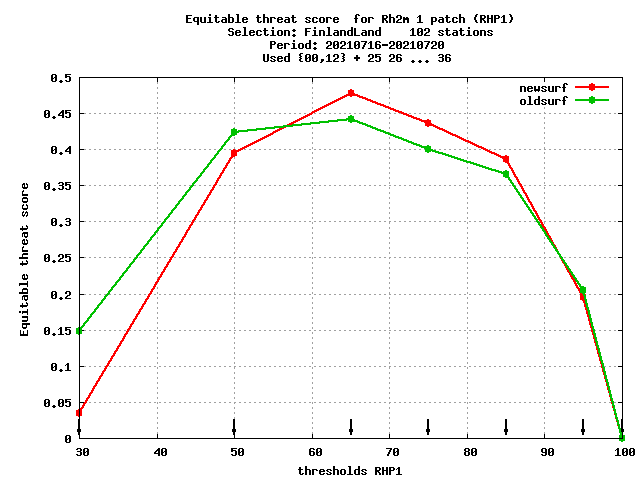 Equitable threat score  for Rh2m 1 patch (RHP1)
Selection: FinlandLand    102 stations
Period: 20210716-20210720
Used {00,12} + 25 26 ... 36
newsurf
oldsurf
Equitable threat score
0.5
0.45
0.4
0.35
0.3
0.25
0.2
0.15
0.1
0.05
0
30 40 50 60 70 80 90 100
thresholds RHP1